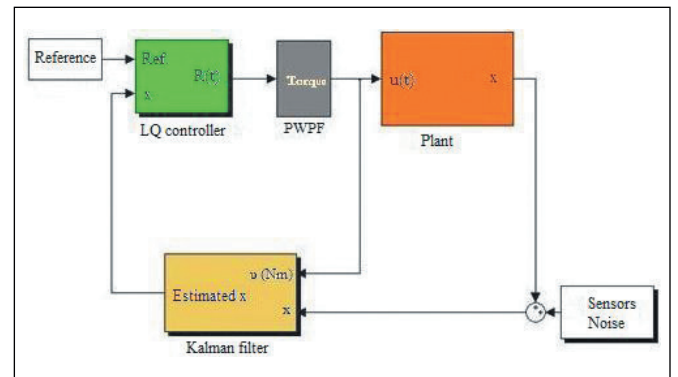 Reference
Ref.
R(t)
x
LQ controller
Torque
PWPF
u(t)
x
Plant
υ (Nm)
Estimated x
x
Kalman filter
Sensors
Noise